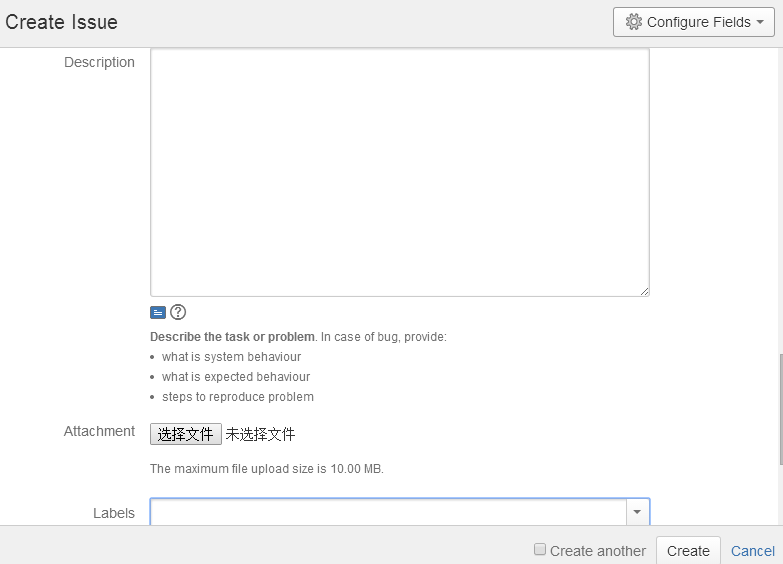 Create Issue
Configure Fields
Description
Describe the task or problem. In case of bug, provide:
• what is system behaviour
• what is expected behaviour
• steps to reproduce problem
Attachment 选择文件 未选择文件
The maximum file upload size is 10.00 MB.
Labels
Create another Create Cancel